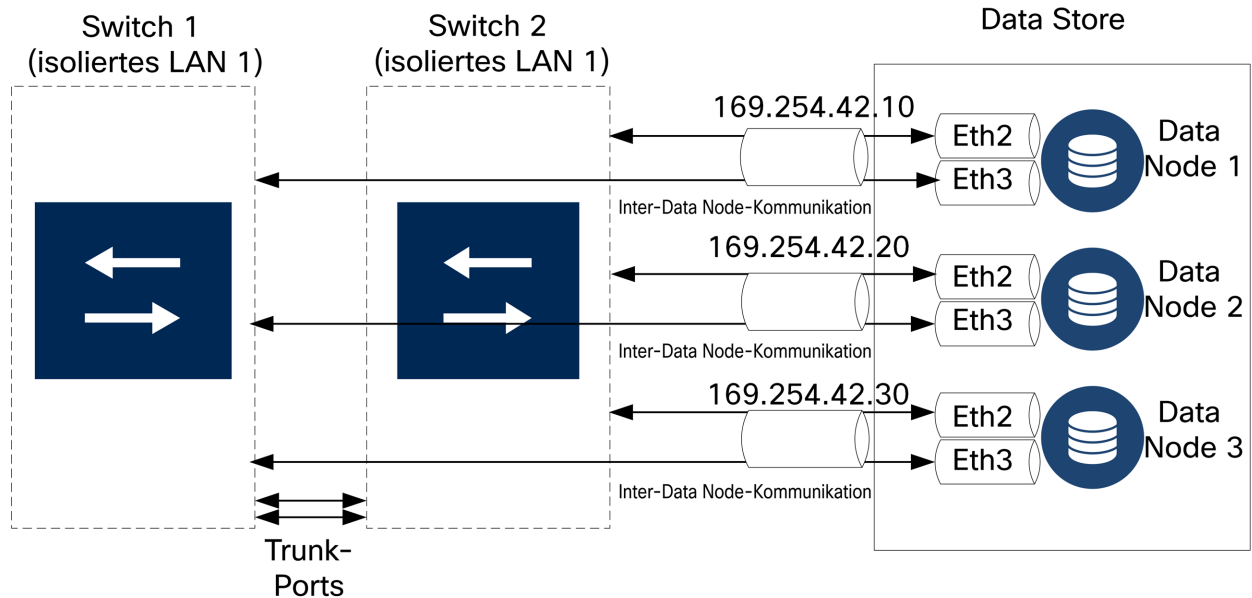 Switch 1
(isoliertes LAN 1)
Switch 2
(isoliertes LAN 1)
Data Store
169.254.42.10
Eth2
Eth3
Data
Node 1
Inter-Data Node-Kommunikation
169.254.42.20
Eth2
Eth3
Data
Node 2
Inter-Data Node-Kommunikation
169.254.42.30
Eth2
Eth3
Data
Node 3
Inter-Data Node-Kommunikation
Trunk-
Ports